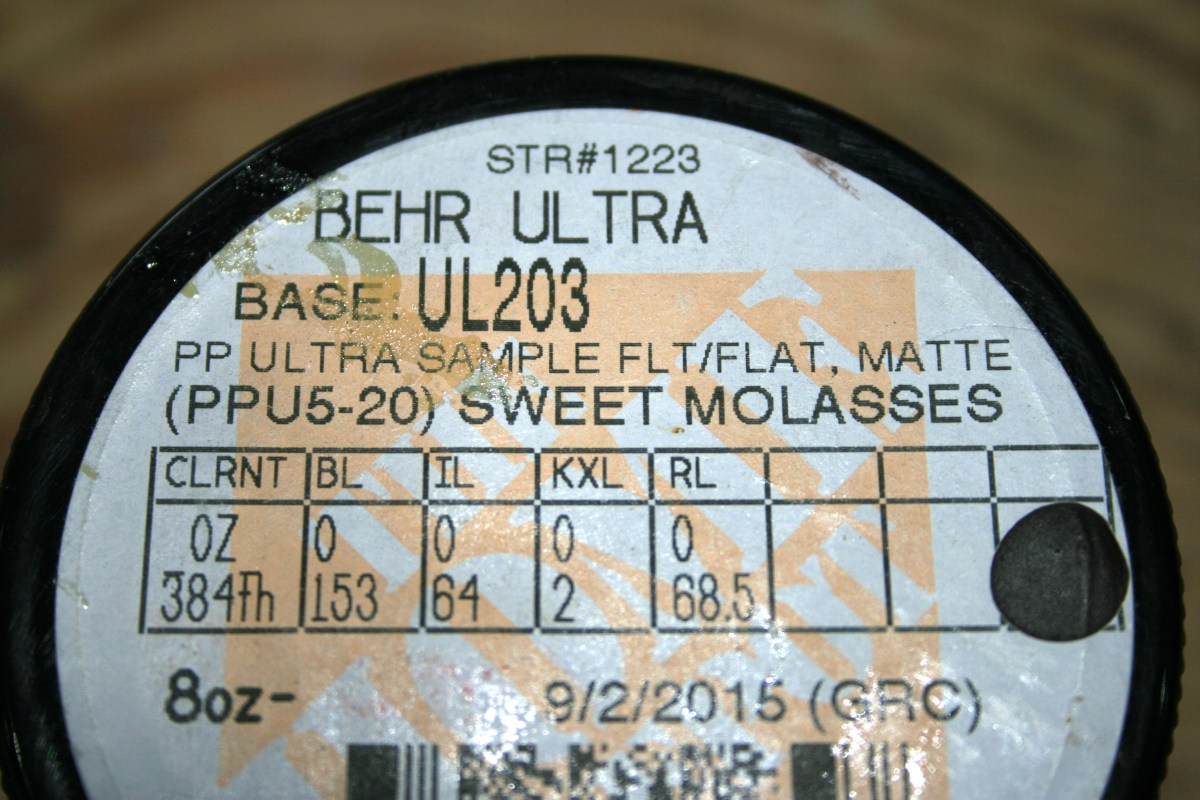 STR#1223
BEHR ULTRA
BASE: UL203
PP ULTRA SAMPLE FLT/FLAT, MATTE
(PPU5-20) SWEET MOLASSES
CLRNT BL IL KXL RL
OZ 0 0 0 0
384fh 153 64 2 68.5
8oz- 9/2/2015 (GRC)